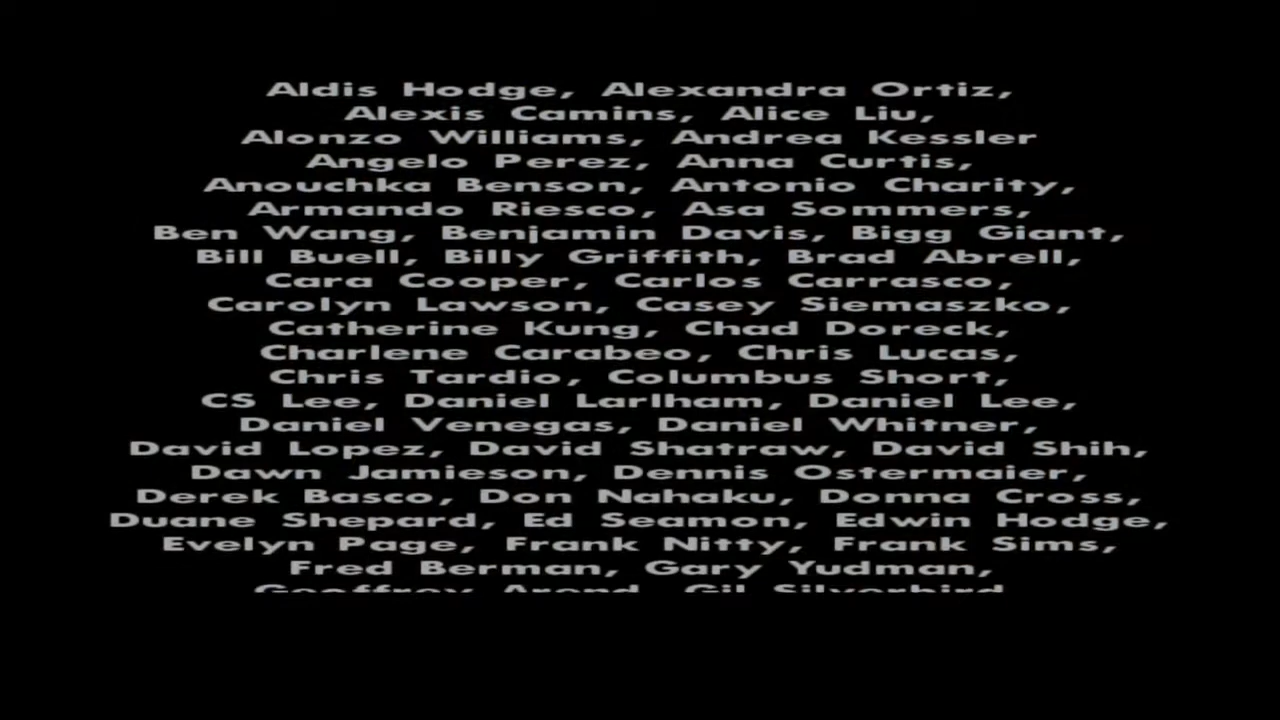 Aldis Hodge, Alexandra Ortiz,
Alexis Camins, Alice Liu,
Alonzo Williams, Andrea Kessler
Angelo Perez, Anna Curtis,
Anouchka Benson, Antonio Charity,
Armando Riesco, Asa Sommers,
Ben Wang, Benjamin Davis, Bigg Giant,
Bill Buell, Billy Griffith, Brad Abrell,
Cara Cooper, Carlos Carrasco,
Carolyn Lawson, Casey Siemaszko,
Catherine Kung, Chad Doreck,
Charlene Carabeo, Chris Lucas,
Chris Tardio, Columbus Short,
CS Lee, Daniel Larlham, Daniel Lee,
Daniel Venegas, Daniel Whitner,
David Lopez, David Shatraw, David Shih,
Dawn Jamieson, Dennis Ostermaier,
Derek Basco, Don Nahaku, Donna Cross,
Duane Shepard, Ed Seamon, Edwin Hodge,
Evelyn Page, Frank Nitty, Frank Sims,
Fred Berman, Gary Yudman,
Geoffrey Arend, Gil Silverbird